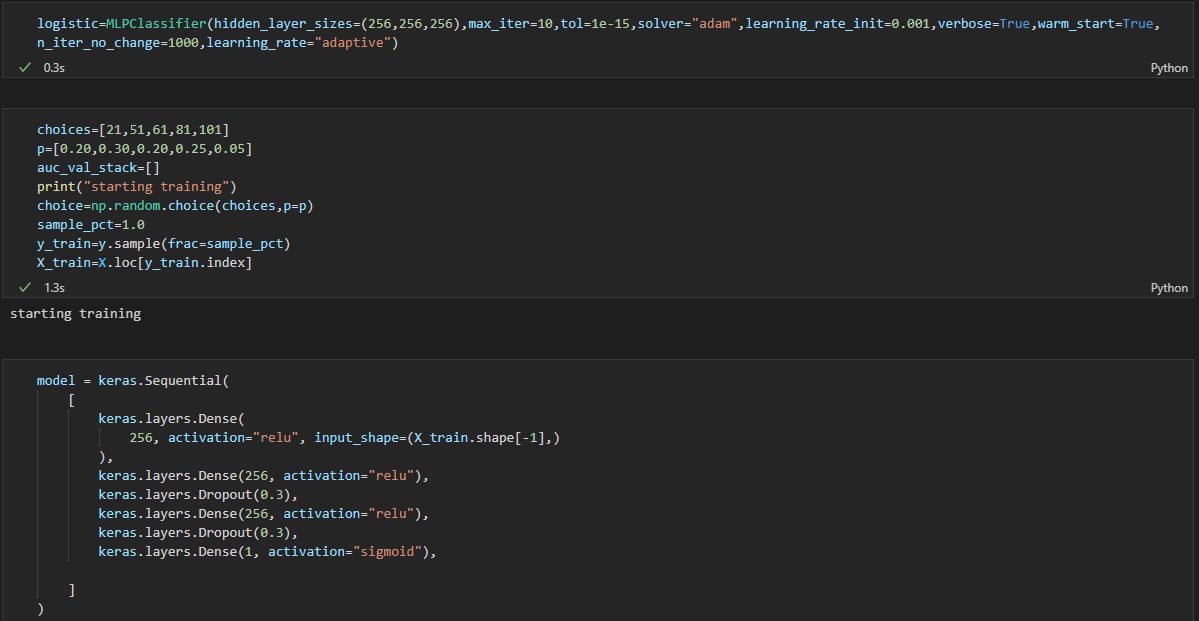 logistic=MLPClassifier(hidden_layer_sizes=(256,256,256),max_iter=10,tol=1e-15,solver="adam",learning_rate_init=0.001,verbose=True,warm_start=True,
n_iter_no_change=1000,learning_rate="adaptive")
0.3s
Python
choices=[21,51,61,81,101]
p=[0.20,0.30,0.20,0.25,0.05]
auc_val_stack=[]
print("starting training")
choice=np.random.choice(choices,p=p)
sample_pct=1.0
y_train=y.sample(frac=sample_pct)
X_train=X.loc[y_train.index]
1.3s
Python
starting training
model = keras.Sequential(
[
keras.layers.Dense(
256, activation="relu", input_shape=(X_train.shape[-1],)
),
keras.layers.Dense(256, activation="relu"),
keras.layers.Dropout(0.3),
keras.layers.Dense(256, activation="relu"),
keras.layers.Dropout(0.3),
keras.layers.Dense(1, activation="sigmoid"),
]
)